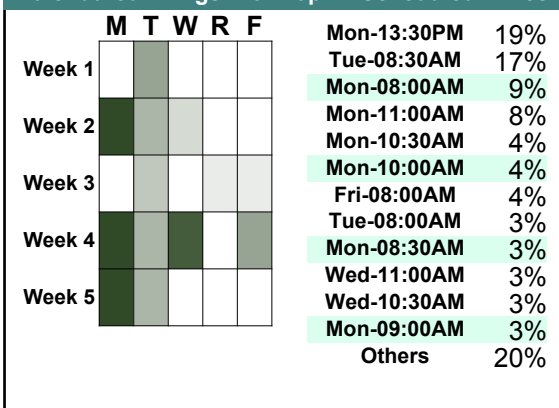 M T W R F
Week 1
Week 2
Week 3
Week 4
Week 5
Mon-13:30PM 19%
Tue-08:30AM 17%
Mon-08:00AM 9%
Mon-11:00AM 8%
Mon-10:30AM 4%
Mon-10:00AM 4%
Fri-08:00AM 4%
Tue-08:00AM 3%
Mon-08:30AM 3%
Wed-11:00AM 3%
Wed-10:30AM 3%
Mon-09:00AM 3%
Others 20%